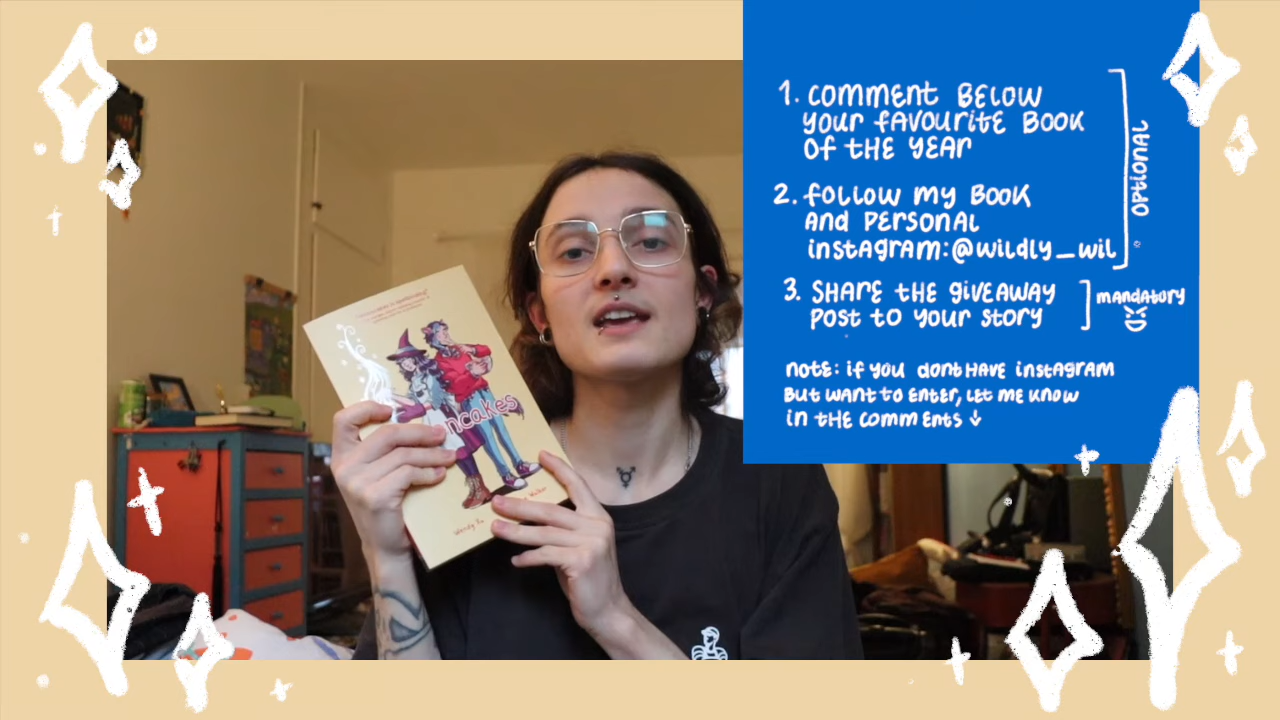 1. COMMENT BELOW
your FAVOURITE BOOK
OF THE YEAR
2. FOLLOW my BOOK
AND PERSONAL
instagram:@wildly_wil
OPTIONAL
3. SHARE THE giVEAWAY
POST TO your STORY
mandatory
NOTE: if you dont HAVE instagram
BUT WANT TO ENTER, LET ME KNOW
in THE COMMENTS ↓
ncakes
Wendy Xu